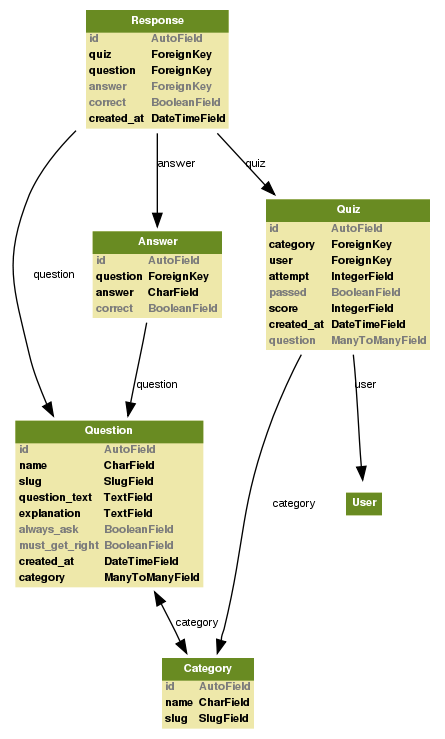 Response
id AutoField
quiz ForeignKey
question ForeignKey
answer ForeignKey
correct BooleanField
created_at DateTimeField
answer
quiz
Quiz
id AutoField
category ForeignKey
user ForeignKey
attempt IntegerField
passed BooleanField
score IntegerField
created_at DateTimeField
question ManyToManyField
Answer
id AutoField
question ForeignKey
answer CharField
correct BooleanField
question
question
user
Question
id AutoField
name CharField
slug SlugField
question_text TextField
explanation TextField
always_ask BooleanField
must_get_right BooleanField
created_at DateTimeField
category ManyToManyField
category
User
category
Category
id AutoField
name CharField
slug SlugField